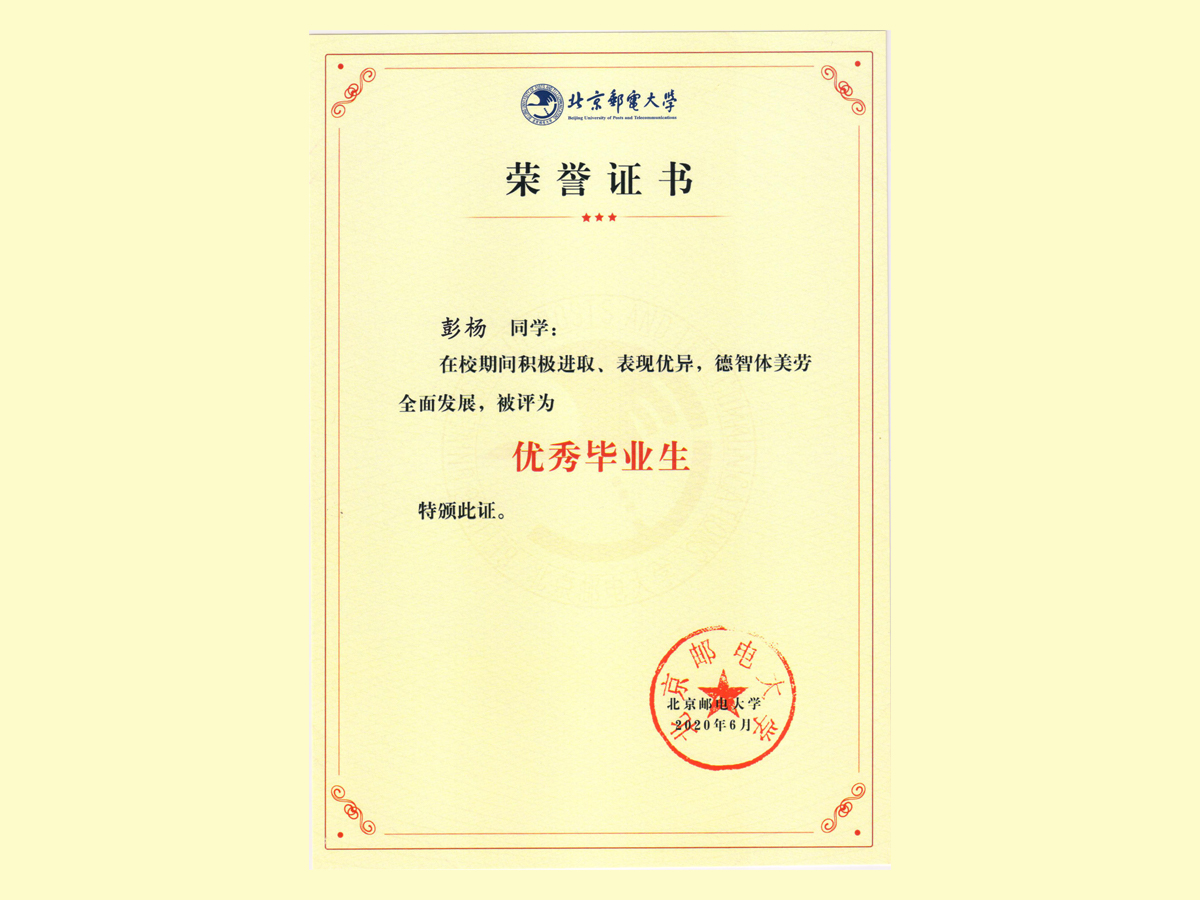 北京郵電大學
Beijing University of Posts and Telecommunications
荣誉证书
彭杨 同学：
在校期间积极进取、表现优异，德智体美劳
全面发展，被评为
优秀毕业生
特颁此证。
北京邮电大学
北京邮电大学
2020年6月